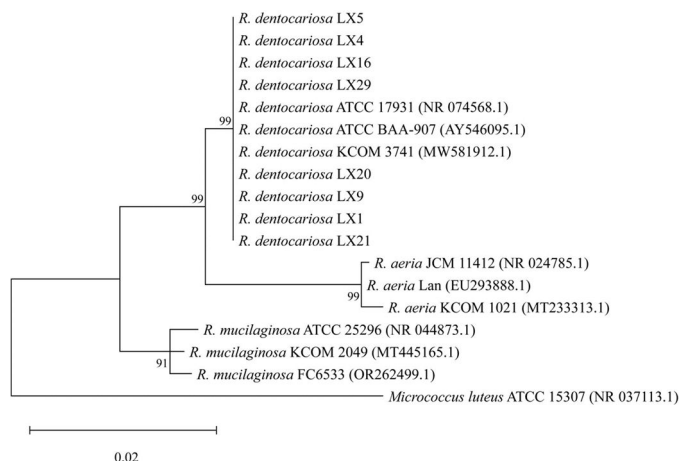 R. dentocariosa LX5
R. dentocariosa LX4
R. dentocariosa LX16
R. dentocariosa LX29
R. dentocariosa ATCC 17931 (NR 074568.1)
99
R. dentocariosa ATCC BAA-907 (AY546095.1)
R. dentocariosa KCOM 3741 (MW581912.1)
R. dentocariosa LX20
99
R. dentocariosa LX9
R. dentocariosa LX1
R. dentocariosa LX21
R. aeria JCM 11412 (NR 024785.1)
R. aeria Lan (EU293888.1)
99
R. aeria KCOM 1021 (MT233313.1)
R. mucilaginosa ATCC 25296 (NR 044873.1)
R. mucilaginosa KCOM 2049 (MT445165.1)
91
R. mucilaginosa FC6533 (OR262499.1)
Micrococcus luteus ATCC 15307 (NR 037113.1)
0.02